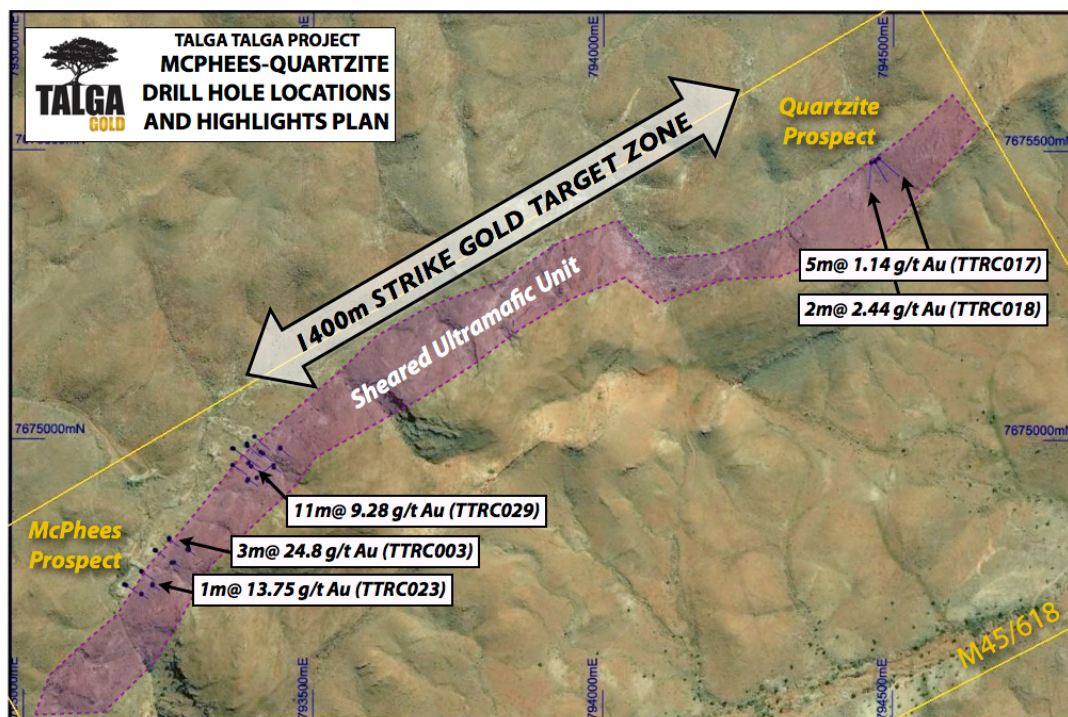 TALGA
GOLD
TALGA TALGA PROJECT
MCPHEES-QUARTZITE
DRILL HOLE LOCATIONS
AND HIGHLIGHTS PLAN
793000mE
794000mE
794500mE
7675500mN
7675500mN
Quartzite
Prospect
1400m STRIKE GOLD TARGET ZONE
5m@ 1.14 g/t Au (TTRC017)
2m@ 2.44 g/t Au (TTRC018)
Sheared Ultramafic Unit
7675000mN
7675000mN
11m@ 9.28 g/t Au (TTRC029)
McPhees
Prospect
3m@ 24.8 g/t Au (TTRC003)
1m@ 13.75 g/t Au (TTRC023)
M45/618
793000mE
793500mE
794000mE
794500mE